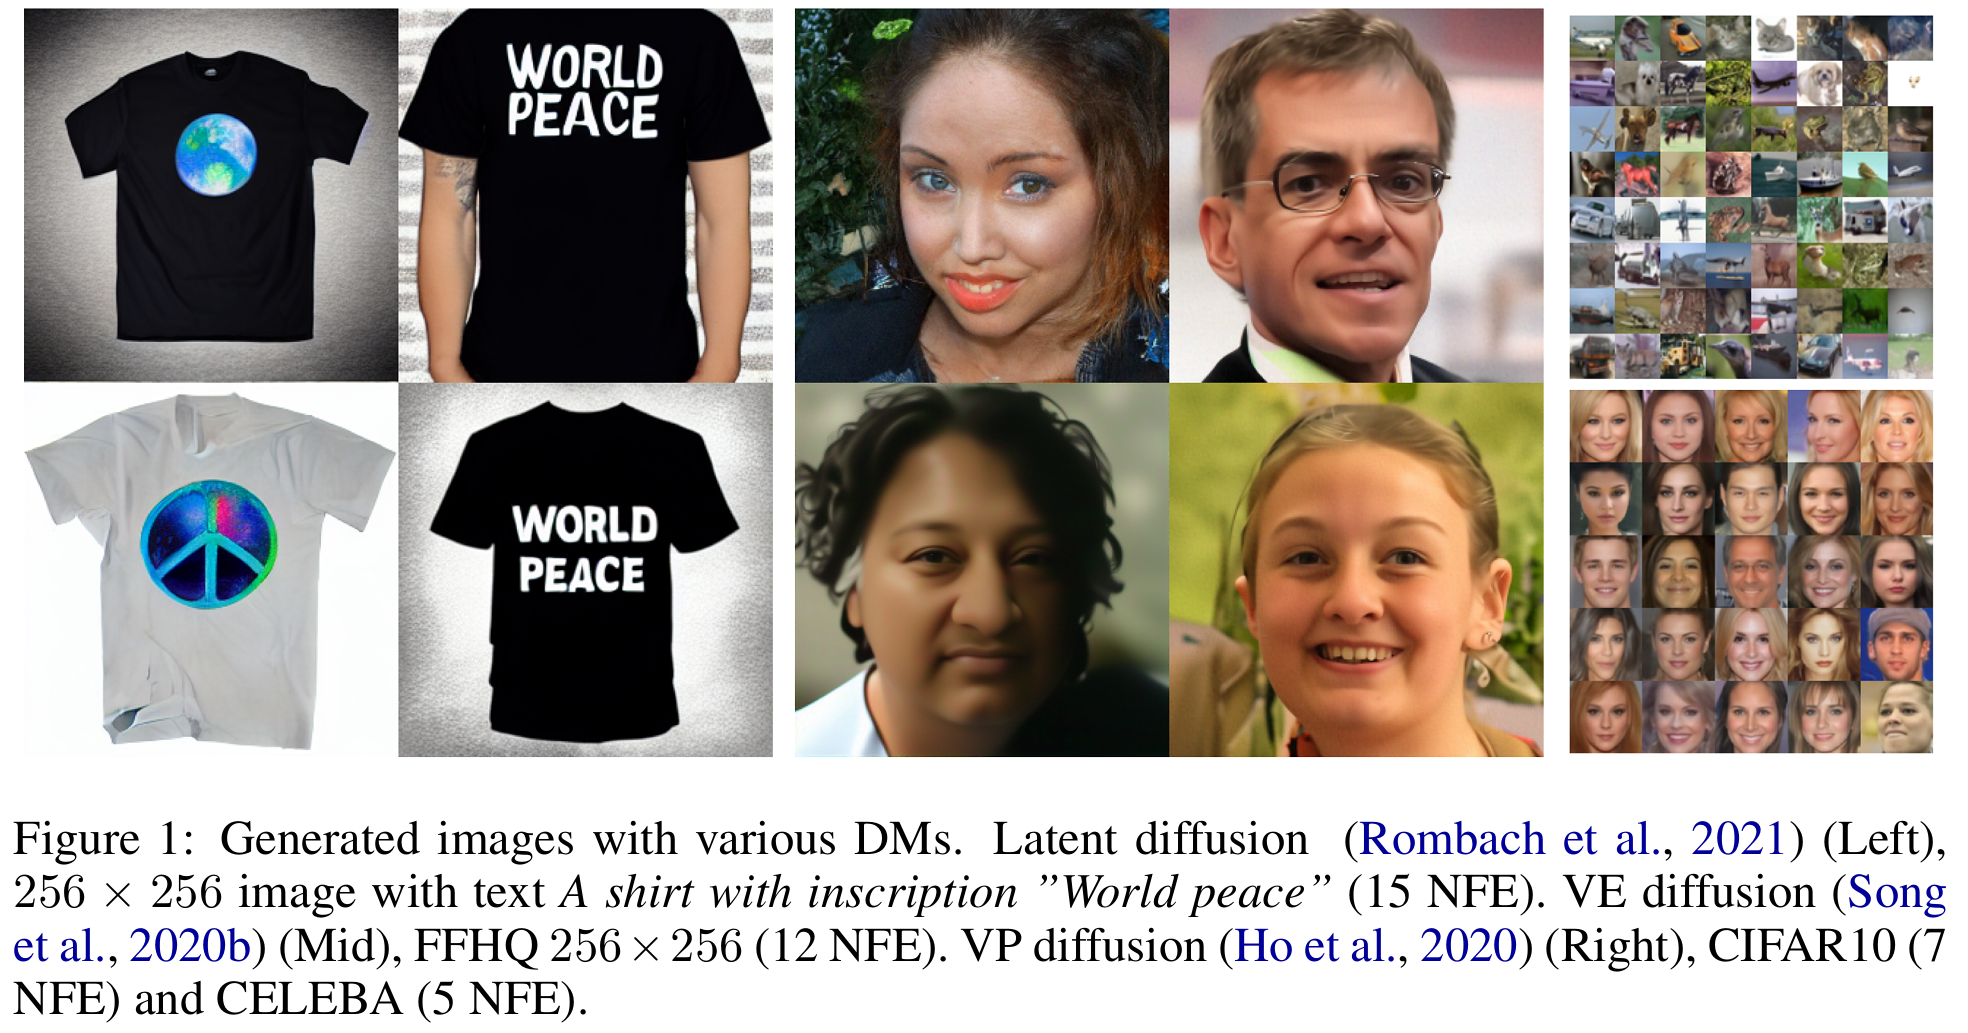 WORLD
PEACE
WORLD
PEACE
Figure 1: Generated images with various DMs. Latent diffusion (Rombach et al., 2021) (Left),
256 × 256 image with text A shirt with inscription ”World peace” (15 NFE). VE diffusion (Song
et al., 2020b) (Mid), FFHQ 256 × 256 (12 NFE). VP diffusion (Ho et al., 2020) (Right), CIFAR10 (7
NFE) and CELEBA (5 NFE).